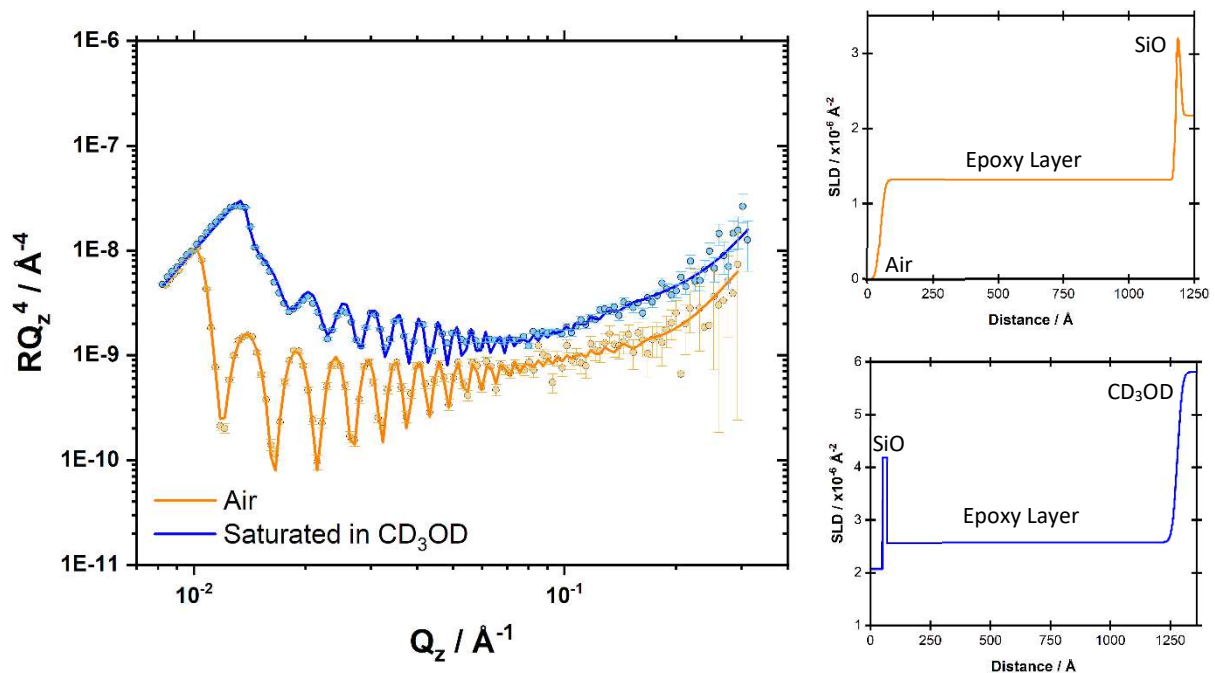 1E-6
1E-7
1E-8
1E-9
1E-10
1E-11
RQz⁴ / Å⁻⁴
Air
Saturated in CD₃OD
10⁻² 10⁻¹
Qz / Å⁻¹
SLD / x10⁻⁶ Å⁻²
3
2
1
0
SiO
Epoxy Layer
Air
0 250 500 750 1000 1250
Distance / Å
SLD / x10⁻⁶ Å⁻²
6
5
4
3
2
1
CD₃OD
SiO
Epoxy Layer
0 250 500 750 1000 1250
Distance / Å